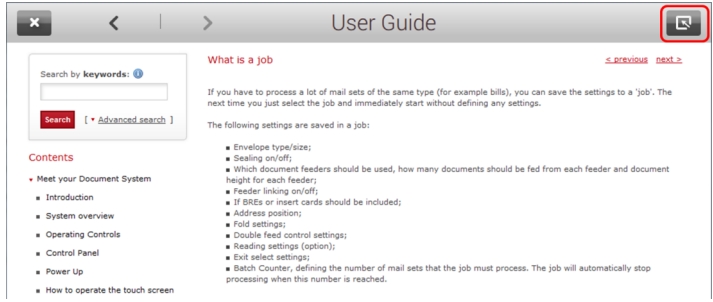 User Guide
Search by keywords:
Search [ Advanced search ]
Contents
Meet your Document System
Introduction
System overview
Operating Controls
Control Panel
Power Up
How to operate the touch screen
What is a job
< previous next >
If you have to process a lot of mail sets of the same type (for example bills), you can save the settings to a 'job'. The
next time you just select the job and immediately start without defining any settings.
The following settings are saved in a job:
Envelope type/size;
Sealing on/off;
Which document feeders should be used, how many documents should be fed from each feeder and document
height for each feeder;
Feeder linking on/off;
If BREs or insert cards should be included;
Address position;
Fold settings;
Double feed control settings;
Reading settings (option);
Exit select settings;
Batch Counter, defining the number of mail sets that the job must process. The job will automatically stop
processing when this number is reached.